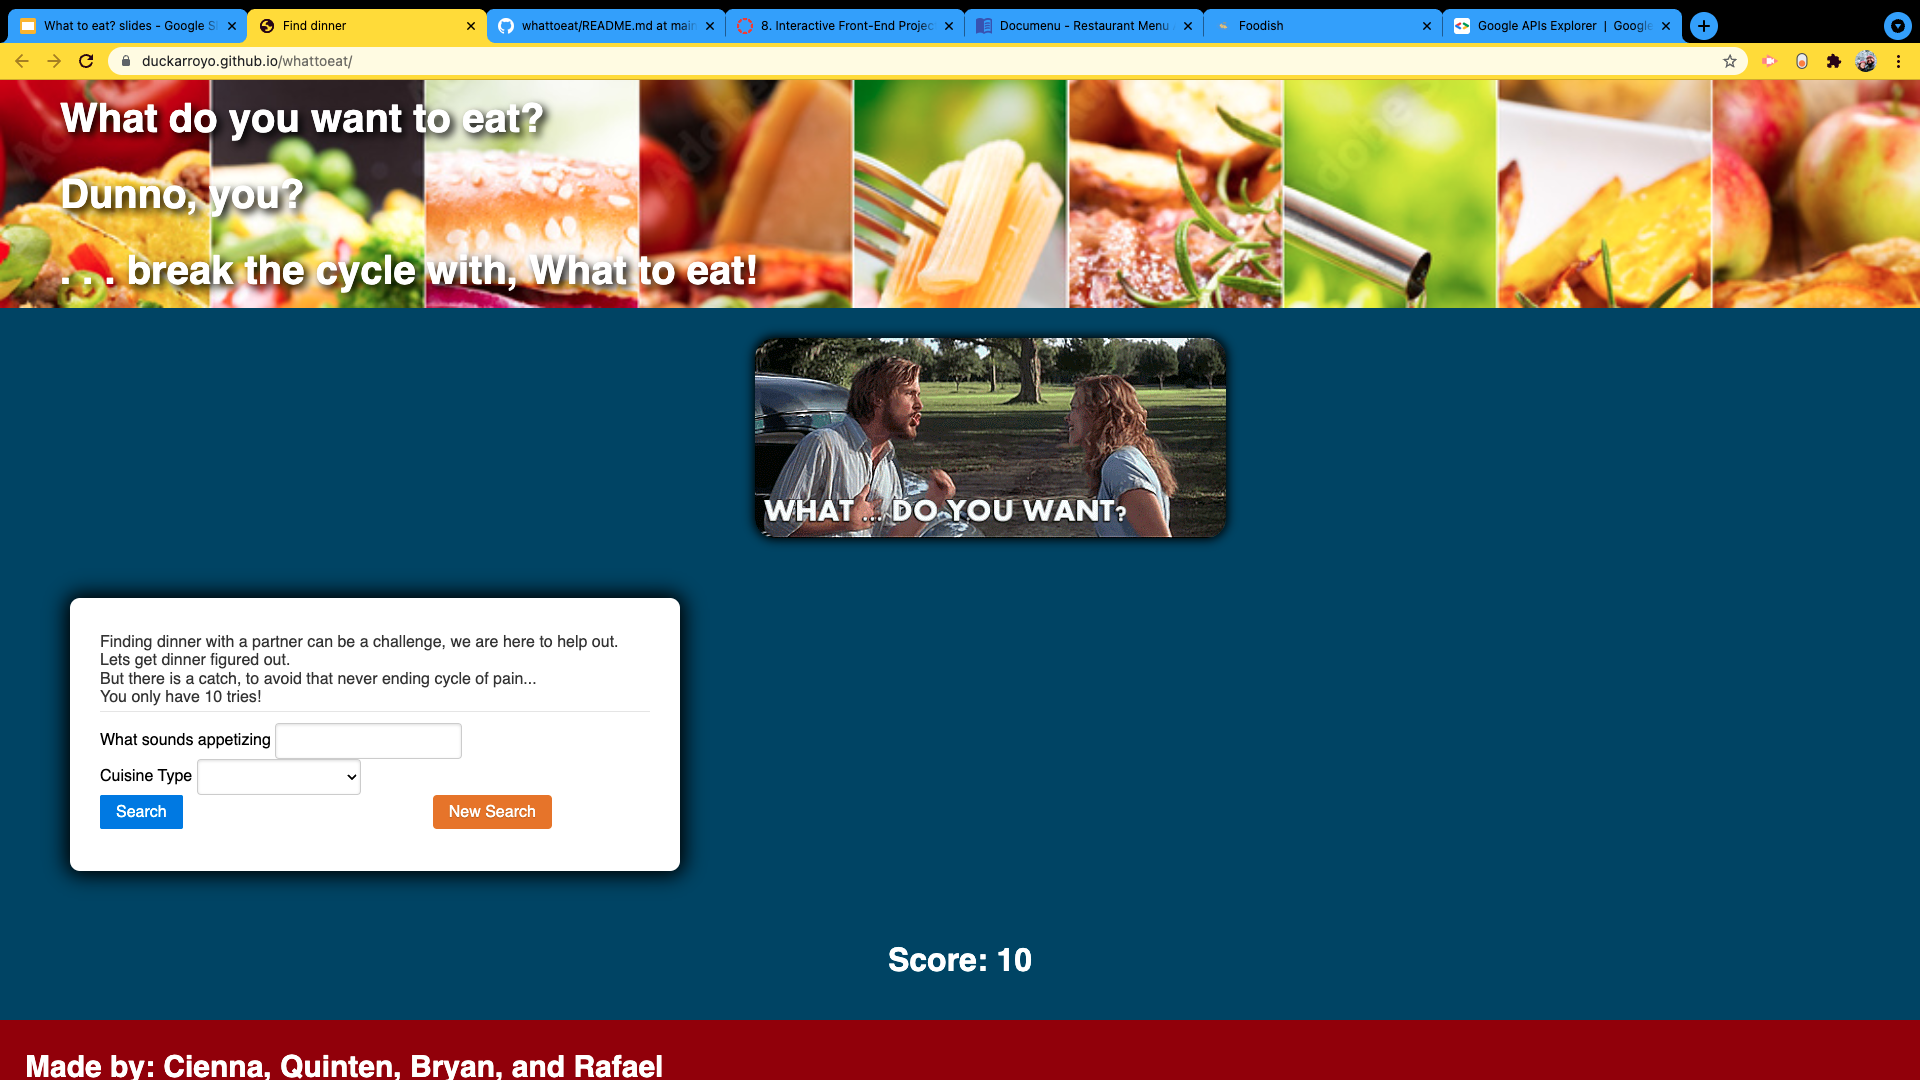 What to eat? slides - Google Sl
Find dinner
whattoeat/README.md at main
8. Interactive Front-End Projec
Documenu - Restaurant Menu
Foodish
Google APIs Explorer | Google
duckarroyo.github.io/whattoeat/
What do you want to eat?
Dunno, you?
. . . break the cycle with, What to eat!
WHAT ... DO YOU WANT?
Finding dinner with a partner can be a challenge, we are here to help out.
Lets get dinner figured out.
But there is a catch, to avoid that never ending cycle of pain...
You only have 10 tries!
What sounds appetizing
Cuisine Type
Search
New Search
Score: 10
Made by: Cienna, Quinten, Bryan, and Rafael